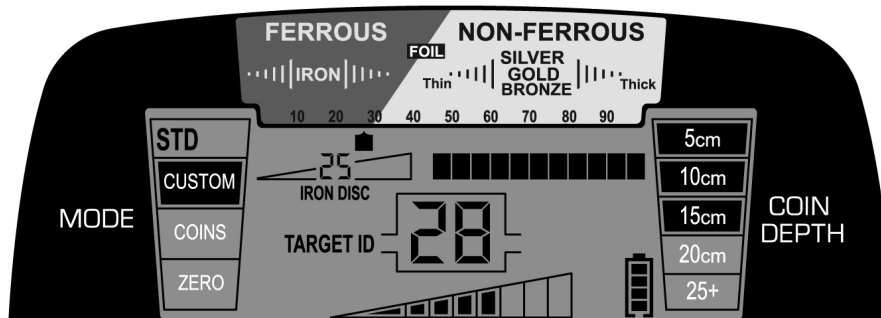 FERROUS
NON-FERROUS
FOIL
IRON
Thin
SILVER
GOLD
BRONZE
Thick
10 20 30 40 50 60 70 80 90
MODE
STD
CUSTOM
COINS
ZERO
25
IRON DISC
TARGET ID
28
5cm
10cm
15cm
20cm
25+
COIN
DEPTH